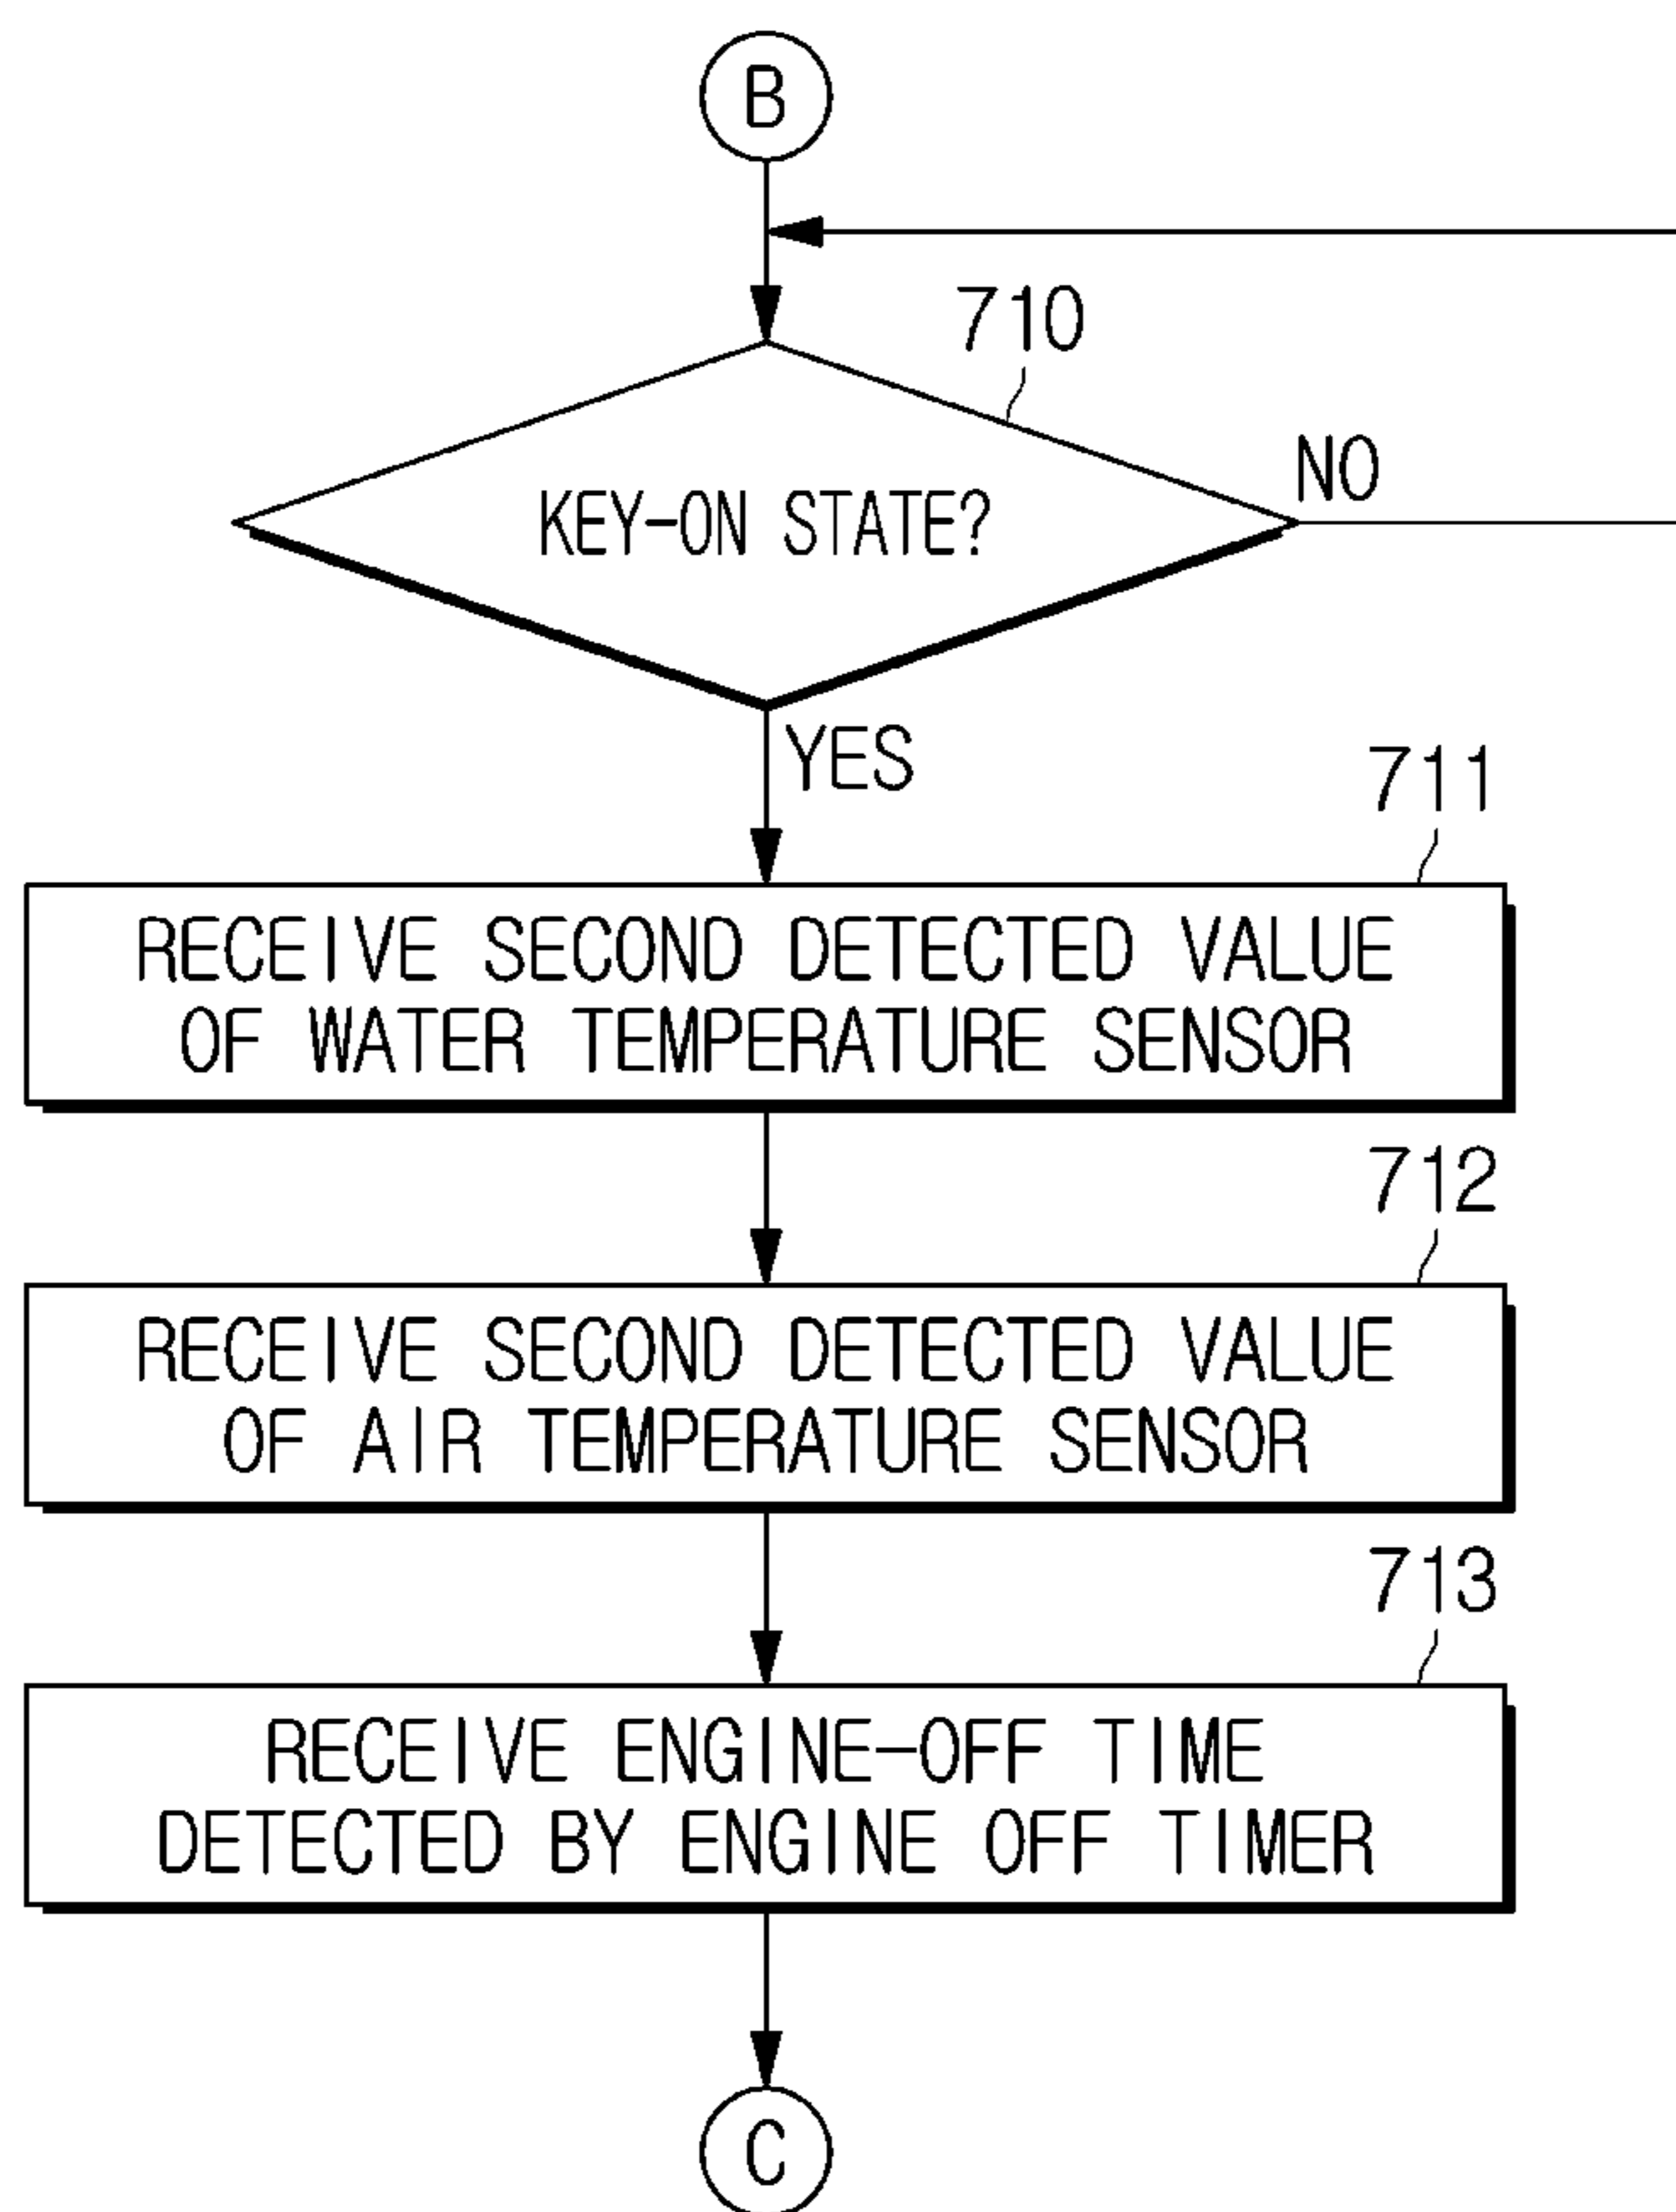 B
710
KEY-ON STATE?
NO
YES
711
RECEIVE SECOND DETECTED VALUE
OF WATER TEMPERATURE SENSOR
712
RECEIVE SECOND DETECTED VALUE
OF AIR TEMPERATURE SENSOR
713
RECEIVE ENGINE-OFF TIME
DETECTED BY ENGINE OFF TIMER
C